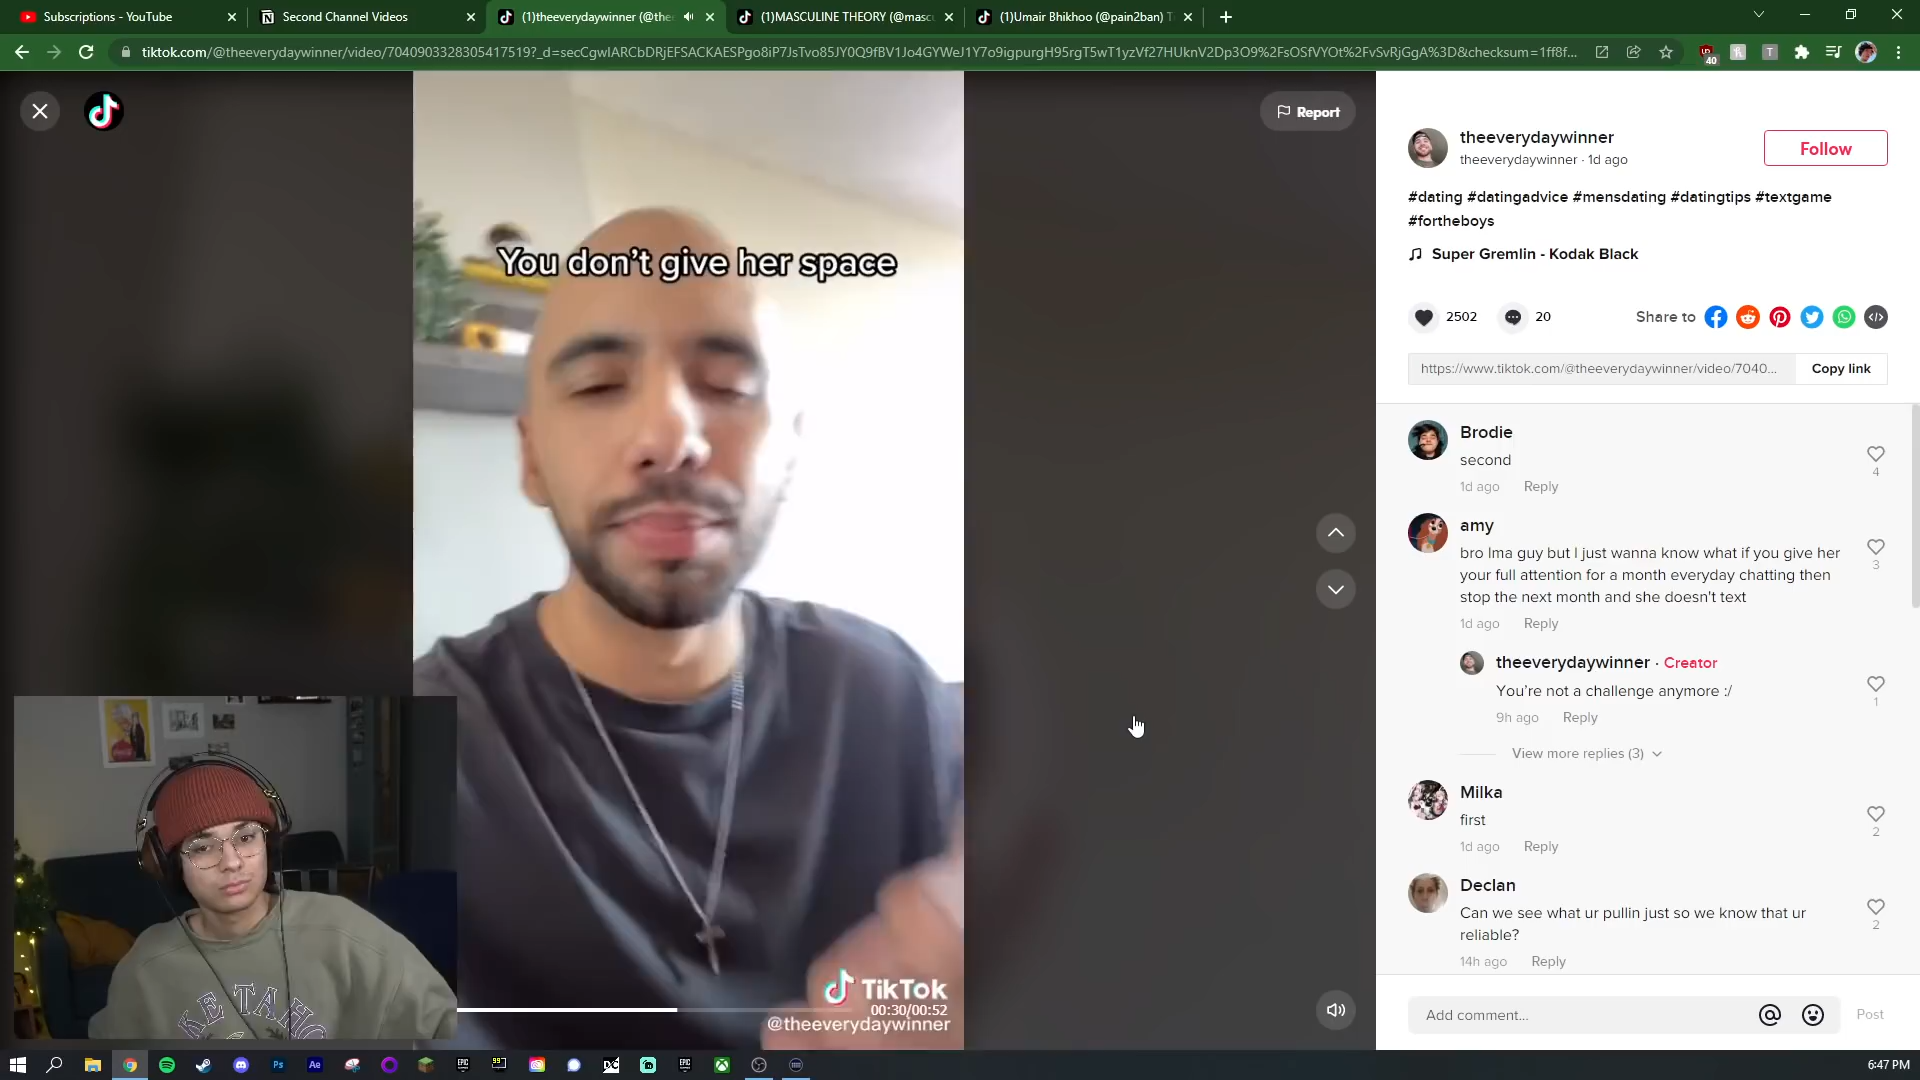 Subscriptions - YouTube
Second Channel Videos
(1)theeverydaywinner (@the
(1)MASCULINE THEORY (@masc
(1)Umair Bhikhoo (@pain2ban) T
tiktok.com/@theeverydaywinner/video/7040903328305417519?_d=secCgwIARCbDRjEFSACKAESPgo8iP7JsTvo85JY0Q9fBV1Jo4GYWeJ1Y7o9igpurgH95rgT5wT1yzVf27HUknV2Dp3O9%2FsOSfVYOt%2FvSvRjGgA%3D&checksum=1ff8f...
40
Report
You don't give her space
TikTok
00:30/00:52
@theeverydaywinner
KE TAHO
theeverydaywinner
theeverydaywinner · 1d ago
Follow
#dating #datingadvice #mensdating #datingtips #textgame
#fortheboys
Super Gremlin - Kodak Black
2502
20
Share to
https://www.tiktok.com/@theeverydaywinner/video/7040...
Copy link
Brodie
second
4
1d ago
Reply
amy
bro Ima guy but I just wanna know what if you give her
3
your full attention for a month everyday chatting then
stop the next month and she doesn't text
1d ago
Reply
theeverydaywinner · Creator
You're not a challenge anymore :/
1
9h ago
Reply
View more replies (3)
Milka
first
2
1d ago
Reply
Declan
Can we see what ur pullin just so we know that ur
2
reliable?
14h ago
Reply
Add comment...
Post
Ps
Ae
EPIC
99
EPIC
6:47 PM